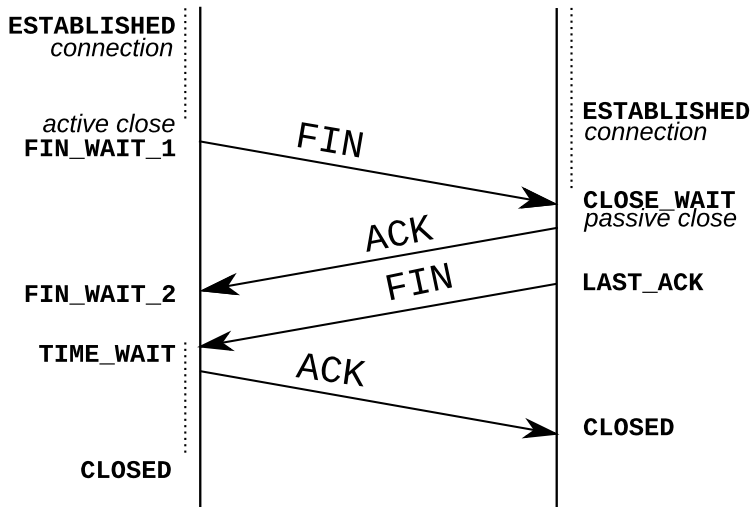 ESTABLISHED
connection
active close
FIN_WAIT_1
FIN
ESTABLISHED
connection
CLOSE_WAIT
passive close
ACK
FIN_WAIT_2
FIN
LAST_ACK
TIME_WAIT
ACK
CLOSED
CLOSED